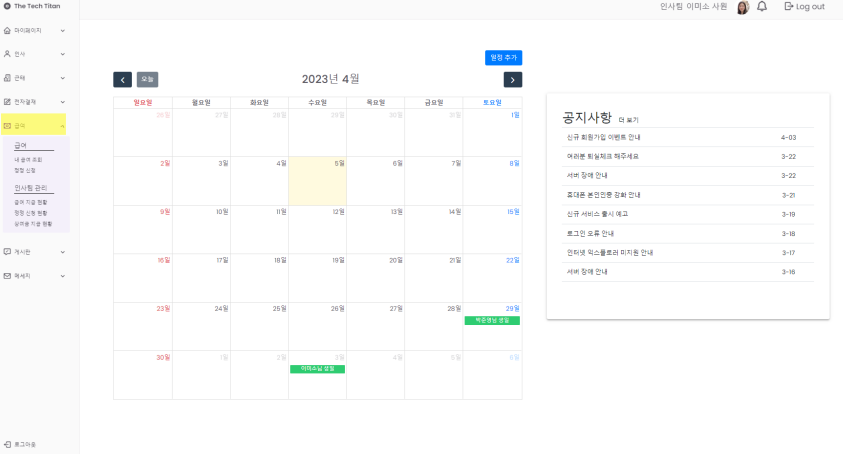 The Tech Titan
인사팀 이미소 사원
Log out
마이페이지
인사
근태
전자결재
급여
급여
내 급여 조회
정정 신청
인사팀 관리
급여 지급 현황
정정 신청 현황
상여금 지급 현황
게시판
메세지
로그아웃
일정 추가
오늘
2023년 4월
일요일 월요일 화요일 수요일 목요일 금요일 토요일
26일 27일 28일 29일 30일 31일 1일
2일 3일 4일 5일 6일 7일 8일
9일 10일 11일 12일 13일 14일 15일
16일 17일 18일 19일 20일 21일 22일
23일 24일 25일 26일 27일 28일 29일
박준영님 생일
30일 1일 2일 3일 4일 5일 6일
이미소님 생일
공지사항 더 보기
신규 회원가입 이벤트 안내 4-03
여러분 퇴실체크 해주세요 3-22
서버 장애 안내 3-22
휴대폰 본인인증 강화 안내 3-21
신규 서비스 출시 예고 3-19
로그인 오류 안내 3-18
인터넷 익스플로러 미지원 안내 3-17
서버 장애 안내 3-16